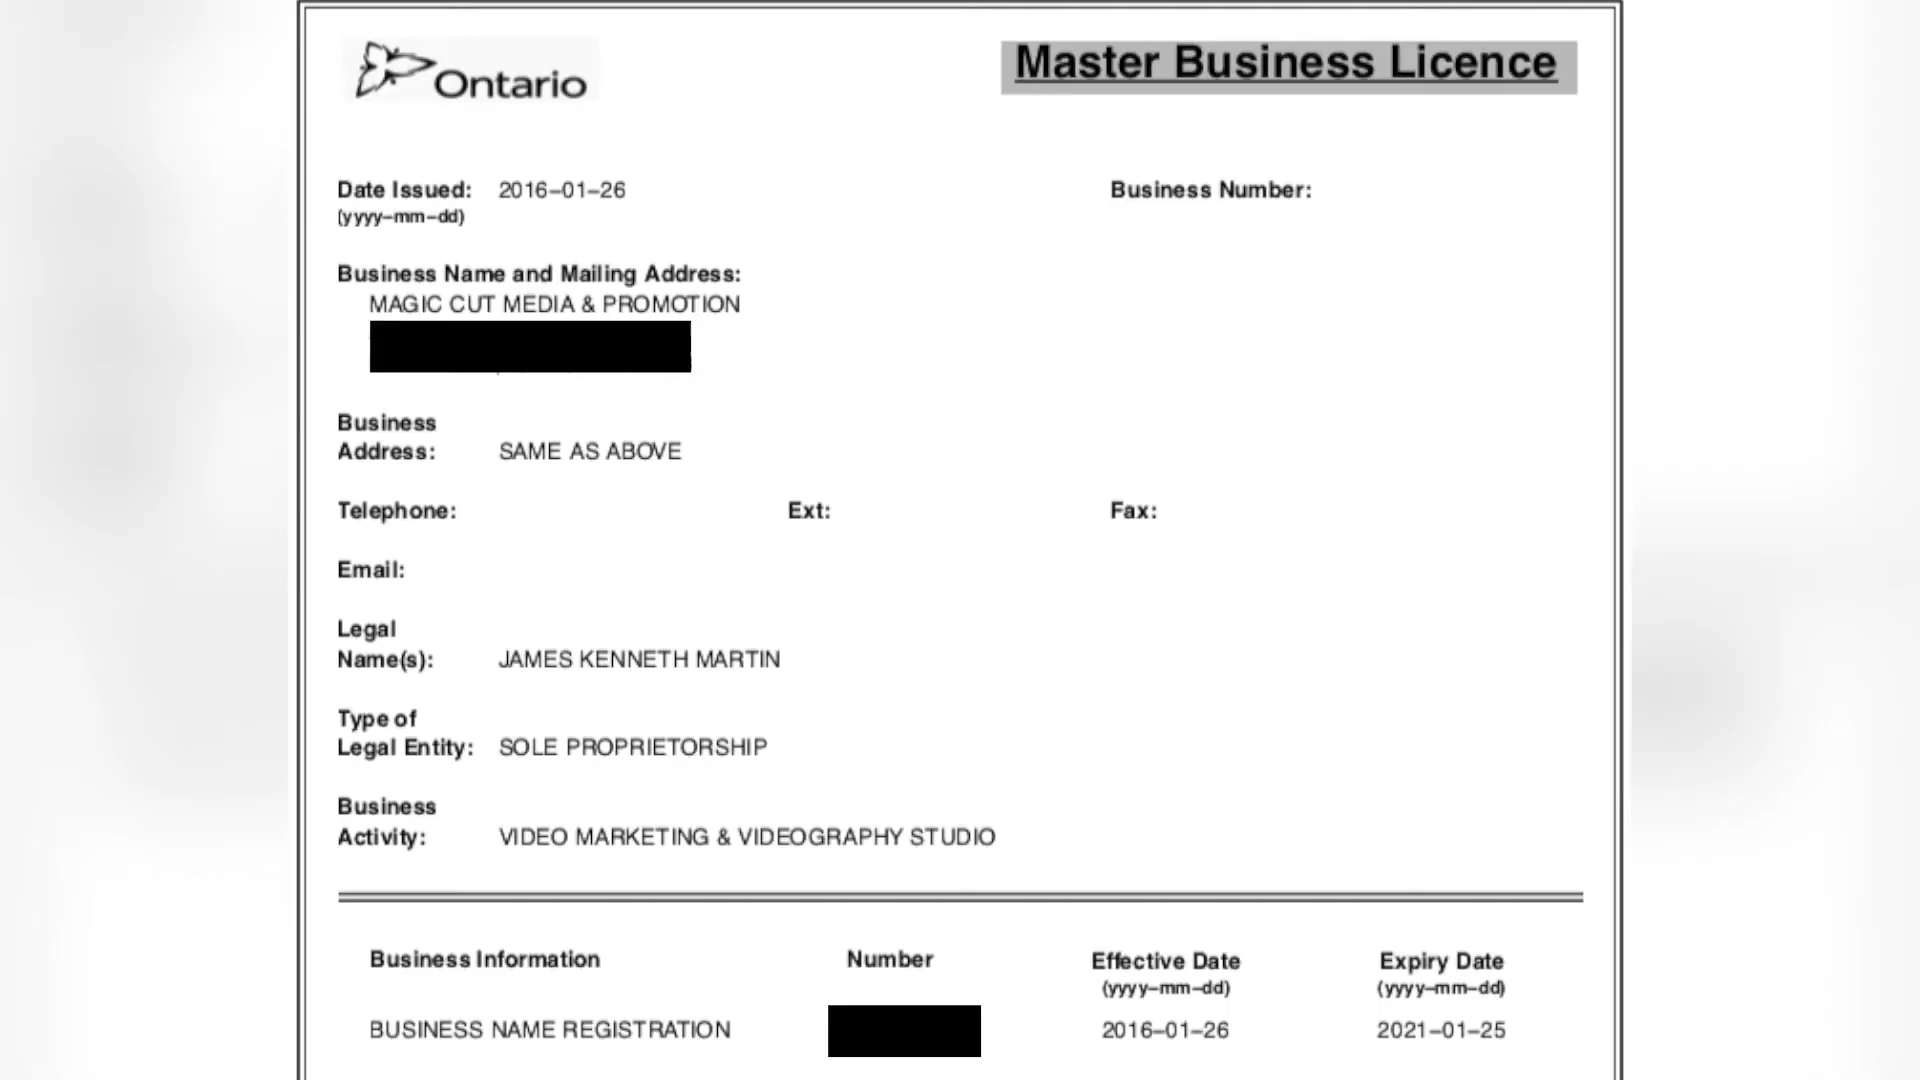 Ontario
Master Business Licence
Date Issued: 2016–01–26
(yyyy–mm–dd)
Business Number:
Business Name and Mailing Address:
MAGIC CUT MEDIA & PROMOTION
Business
Address: SAME AS ABOVE
Telephone: Ext: Fax:
Email:
Legal
Name(s): JAMES KENNETH MARTIN
Type of
Legal Entity: SOLE PROPRIETORSHIP
Business
Activity: VIDEO MARKETING & VIDEOGRAPHY STUDIO
Business Information Number Effective Date Expiry Date
(yyyy–mm–dd) (yyyy–mm–dd)
BUSINESS NAME REGISTRATION 2016–01–26 2021–01–25